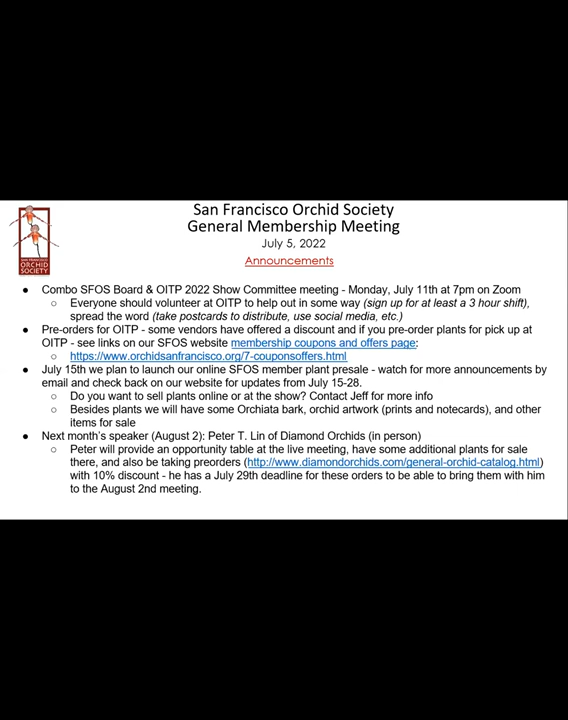 San Francisco Orchid Society
General Membership Meeting
July 5, 2022
Announcements
SAN FRANCISCO
ORCHID
SOCIETY
● Combo SFOS Board & OITP 2022 Show Committee meeting - Monday, July 11th at 7pm on Zoom
○ Everyone should volunteer at OITP to help out in some way (sign up for at least a 3 hour shift),
spread the word (take postcards to distribute, use social media, etc.)
● Pre-orders for OITP - some vendors have offered a discount and if you pre-order plants for pick up at
OITP - see links on our SFOS website membership coupons and offers page:
○ https://www.orchidsanfrancisco.org/7-couponsoffers.html
● July 15th we plan to launch our online SFOS member plant presale - watch for more announcements by
email and check back on our website for updates from July 15-28.
○ Do you want to sell plants online or at the show? Contact Jeff for more info
○ Besides plants we will have some Orchiata bark, orchid artwork (prints and notecards), and other
items for sale
● Next month's speaker (August 2): Peter T. Lin of Diamond Orchids (in person)
○ Peter will provide an opportunity table at the live meeting, have some additional plants for sale
there, and also be taking preorders (http://www.diamondorchids.com/general-orchid-catalog.html)
with 10% discount - he has a July 29th deadline for these orders to be able to bring them with him
to the August 2nd meeting.